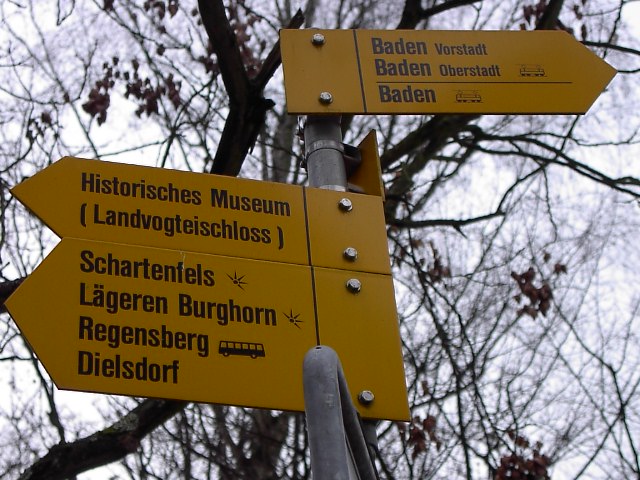 Baden Vorstadt
Baden Oberstadt
Baden
Historisches Museum
( Landvogteischloss )
Schartenfels
Lägeren Burghorn
Regensberg
Dielsdorf